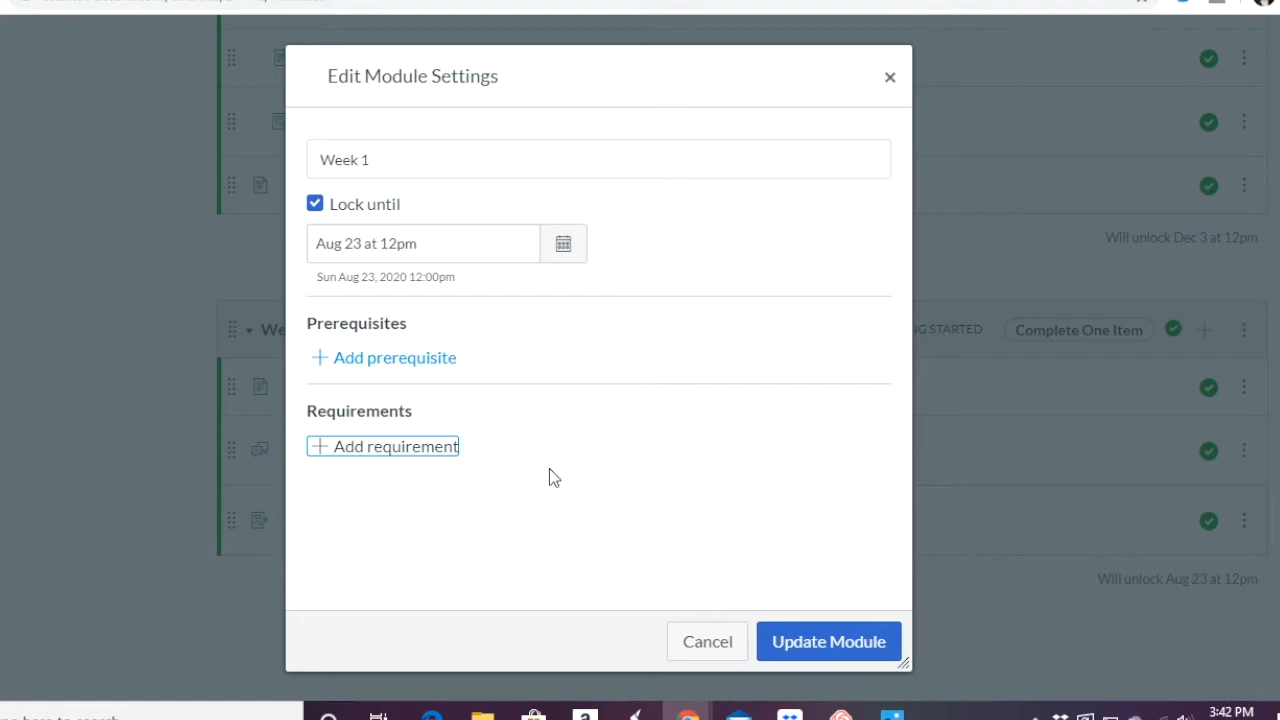 Edit Module Settings
×
Week 1
Lock until
Aug 23 at 12pm
Sun Aug 23, 2020 12:00pm
Will unlock Dec 3 at 12pm
Prerequisites
We
G STARTED
Complete One Item
+ Add prerequisite
Requirements
+ Add requirement
Will unlock Aug 23 at 12pm
Cancel
Update Module
3:42 PM